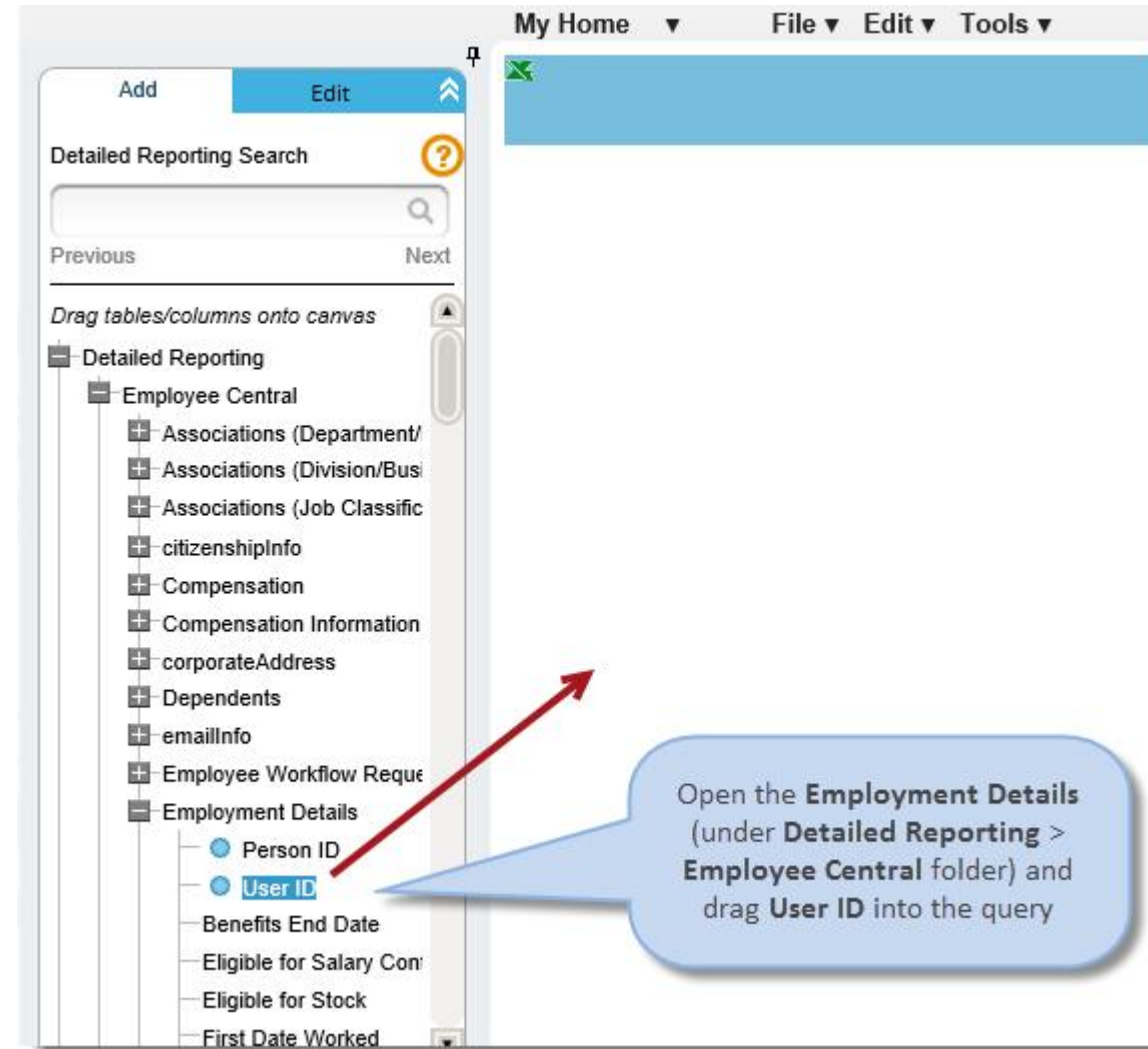 My Home ▼ File ▼ Edit ▼ Tools ▼
Add Edit
Detailed Reporting Search ?
Previous Next
Drag tables/columns onto canvas
Detailed Reporting
Employee Central
Associations (Department/
Associations (Division/Busi
Associations (Job Classific
citizenshipInfo
Compensation
Compensation Information
corporateAddress
Dependents
emailInfo
Employee Workflow Reque
Employment Details
Person ID
User ID
Benefits End Date
Eligible for Salary Cont
Eligible for Stock
First Date Worked
Open the Employment Details
(under Detailed Reporting >
Employee Central folder) and
drag User ID into the query